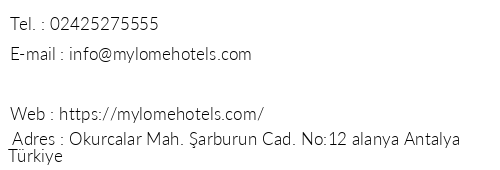 Tel. : 02425275555
E-mail : info@mylomehotels.com
Web : https://mylomehotels.com/
Adres : Okurcalar Mah. Şarburun Cad. No:12 alanya Antalya
Türkiye